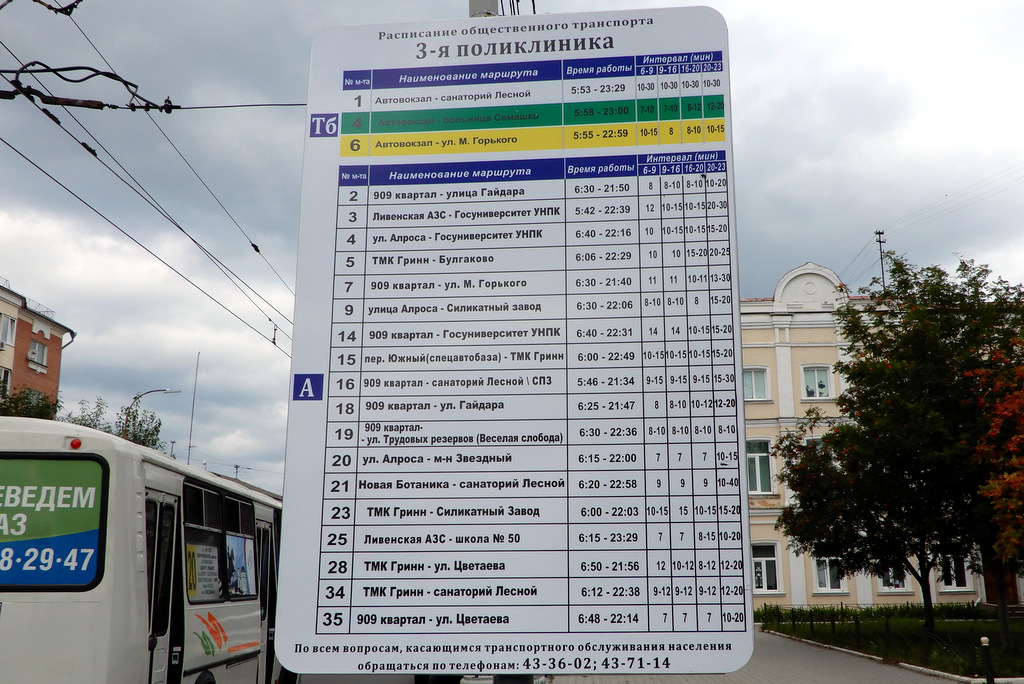 Расписание общественного транспорта
3-я поликлиника
№ м-та Наименование маршрута Время работы Интервал (мин) 6-9 9-16 16-20 20-23
Тб
1 Автовокзал - санаторий Лесной 5:53 - 23:29 10-30 10-30 10-30 10-30
4 Автовокзал - больница Семашко 5:58 - 23:00 7-10 7-10 8-12 12-20
6 Автовокзал - ул. М. Горького 5:55 - 22:59 10-15 8 8-10 10-15
№ м-та Наименование маршрута Время работы Интервал (мин) 6-9 9-16 16-20 20-23
А
2 909 квартал - улица Гайдара 6:30 - 21:50 8 8-10 8-10 10-20
3 Ливенская АЗС - Госуниверситет УНПК 5:42 - 22:39 12 10-15 10-15 20-30
4 ул. Алроса - Госуниверситет УНПК 6:40 - 22:16 10 10-15 10-15 15-20
5 ТМК Гринн - Булгаково 6:06 - 22:29 10 10 15-20 20-25
7 909 квартал - ул. М. Горького 6:30 - 21:40 11 11 10-11 13-30
9 улица Алроса - Силикатный завод 6:30 - 22:06 8-10 8-10 8 15-20
14 909 квартал - Госуниверситет УНПК 6:40 - 22:31 14 14 10-15 15-20
15 пер. Южный(спецавтобаза) - ТМК Гринн 6:00 - 22:49 10-15 10-15 10-15 15-20
16 909 квартал - санаторий Лесной \ СПЗ 5:46 - 21:34 9-15 9-15 9-15 15-30
18 909 квартал - ул. Гайдара 6:25 - 21:47 8 8-10 10-12 12-20
19 909 квартал-
- ул. Трудовых резервов (Веселая слобода) 6:30 - 22:36 8-10 8-10 8-10 8-10
20 ул. Алроса - м-н Звездный 6:15 - 22:00 7 7 7 10-15
21 Новая Ботаника - санаторий Лесной 6:20 - 22:58 9 9 9 10-40
23 ТМК Гринн - Силикатный Завод 6:00 - 22:03 10-15 15 10-15 15-20
25 Ливенская АЗС - школа № 50 6:15 - 23:29 7 7 8-15 10-20
28 ТМК Гринн - ул. Цветаева 6:50 - 21:56 12 10-12 8-12 12-20
34 ТМК Гринн - санаторий Лесной 6:12 - 22:38 9-12 9-12 9-12 12-20
35 909 квартал - ул. Цветаева 6:48 - 22:14 7 7 7 10-20
По всем вопросам, касающимся транспортного обслуживания населения
обращаться по телефонам: 43-36-02; 43-71-14
ЕВЕДЕМ
АЗ
8-29-47
20